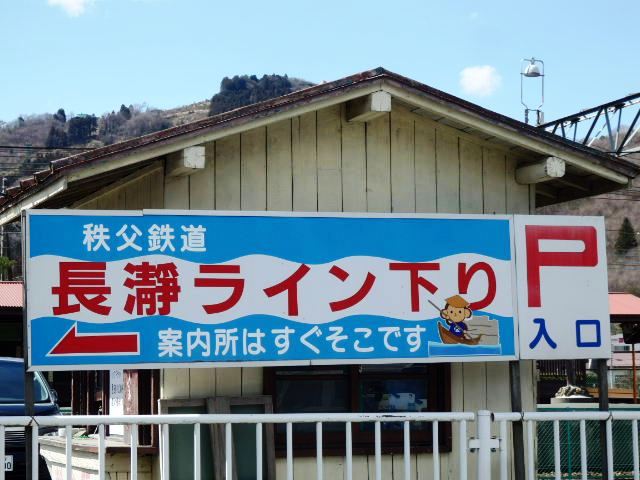 秩父鉄道
長瀞ライン下り
案内所はすぐそこです
P
入口